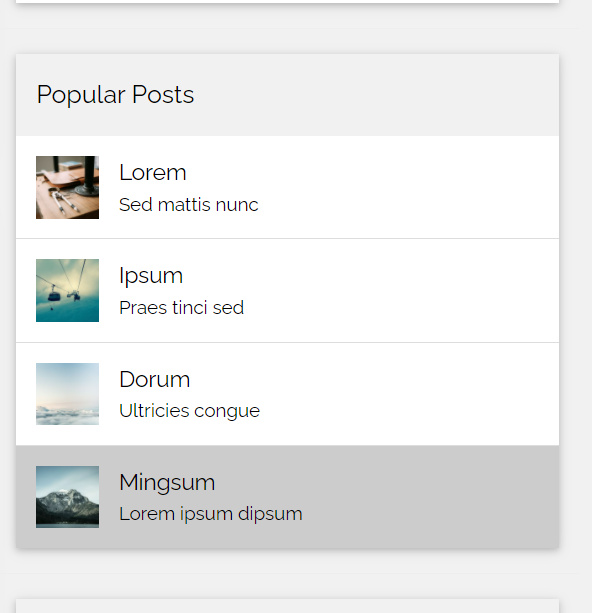 Popular Posts
Lorem
Sed mattis nunc
Ipsum
Praes tinci sed
Dorum
Ultricies congue
Mingsum
Lorem ipsum dipsum